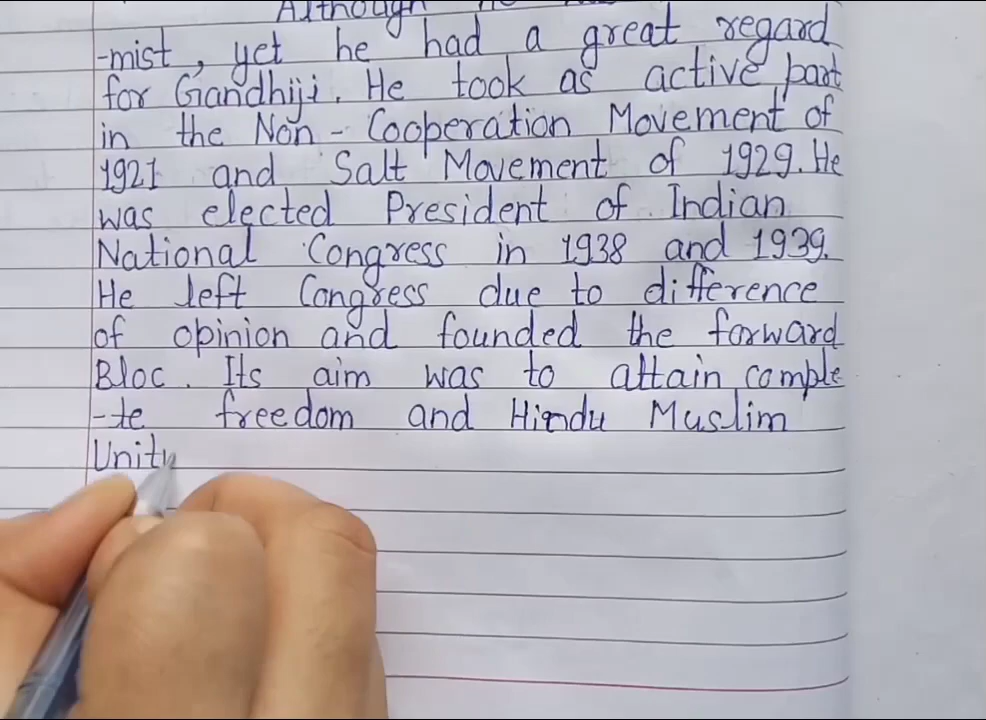 Although he
-mist, yet he had a great regard
for Gandhiji. He took as active part
in the Non - Cooperation Movement of
1921 and Salt Movement of 1929. He
was elected President of Indian
National Congress in 1938 and 1939.
He left Congress due to difference
of opinion and founded the forward
Bloc. Its aim was to attain comple
-te freedom and Hindu Muslim
Unity